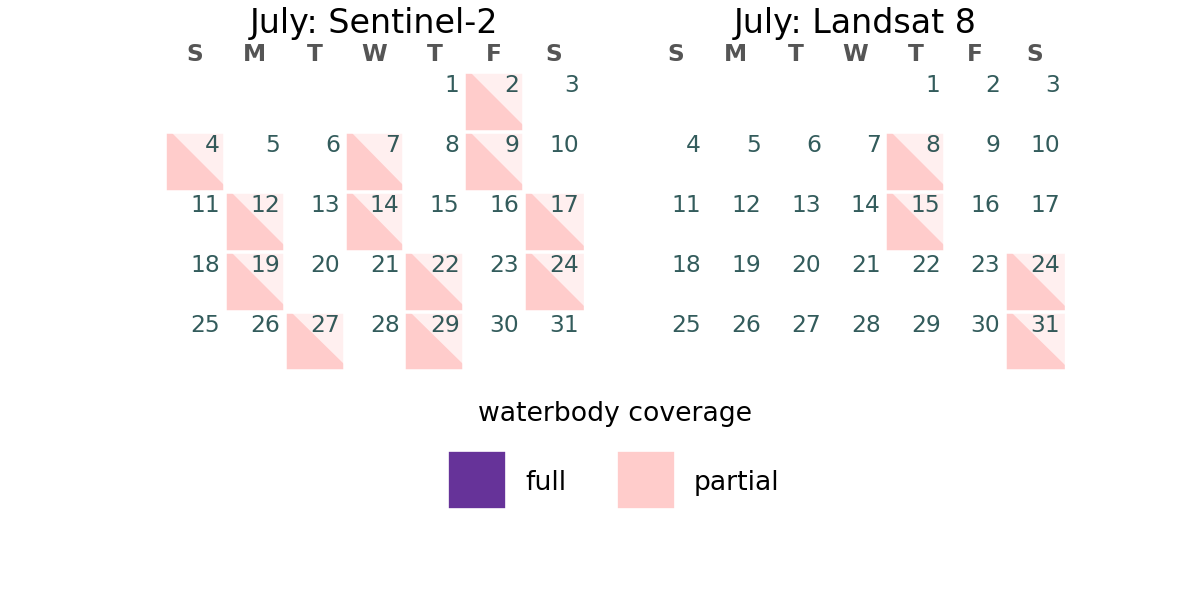 July: Sentinel-2
S M T W T F S
1 2 3
4 5 6 7 8 9 10
11 12 13 14 15 16 17
18 19 20 21 22 23 24
25 26 27 28 29 30 31
July: Landsat 8
S M T W T F S
1 2 3
4 5 6 7 8 9 10
11 12 13 14 15 16 17
18 19 20 21 22 23 24
25 26 27 28 29 30 31
waterbody coverage
full partial